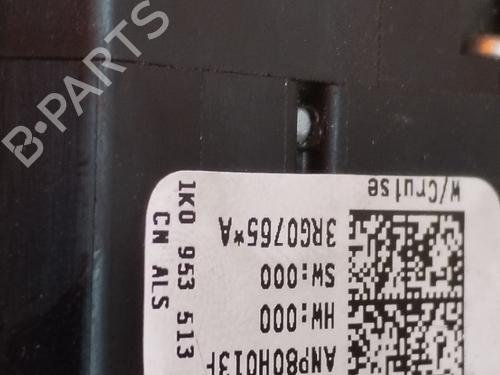 B-PARTS
W/Cruise
3RG0765*A
SW:000
HW:000
ANP80H013F
1K0 953 513
CN ALS